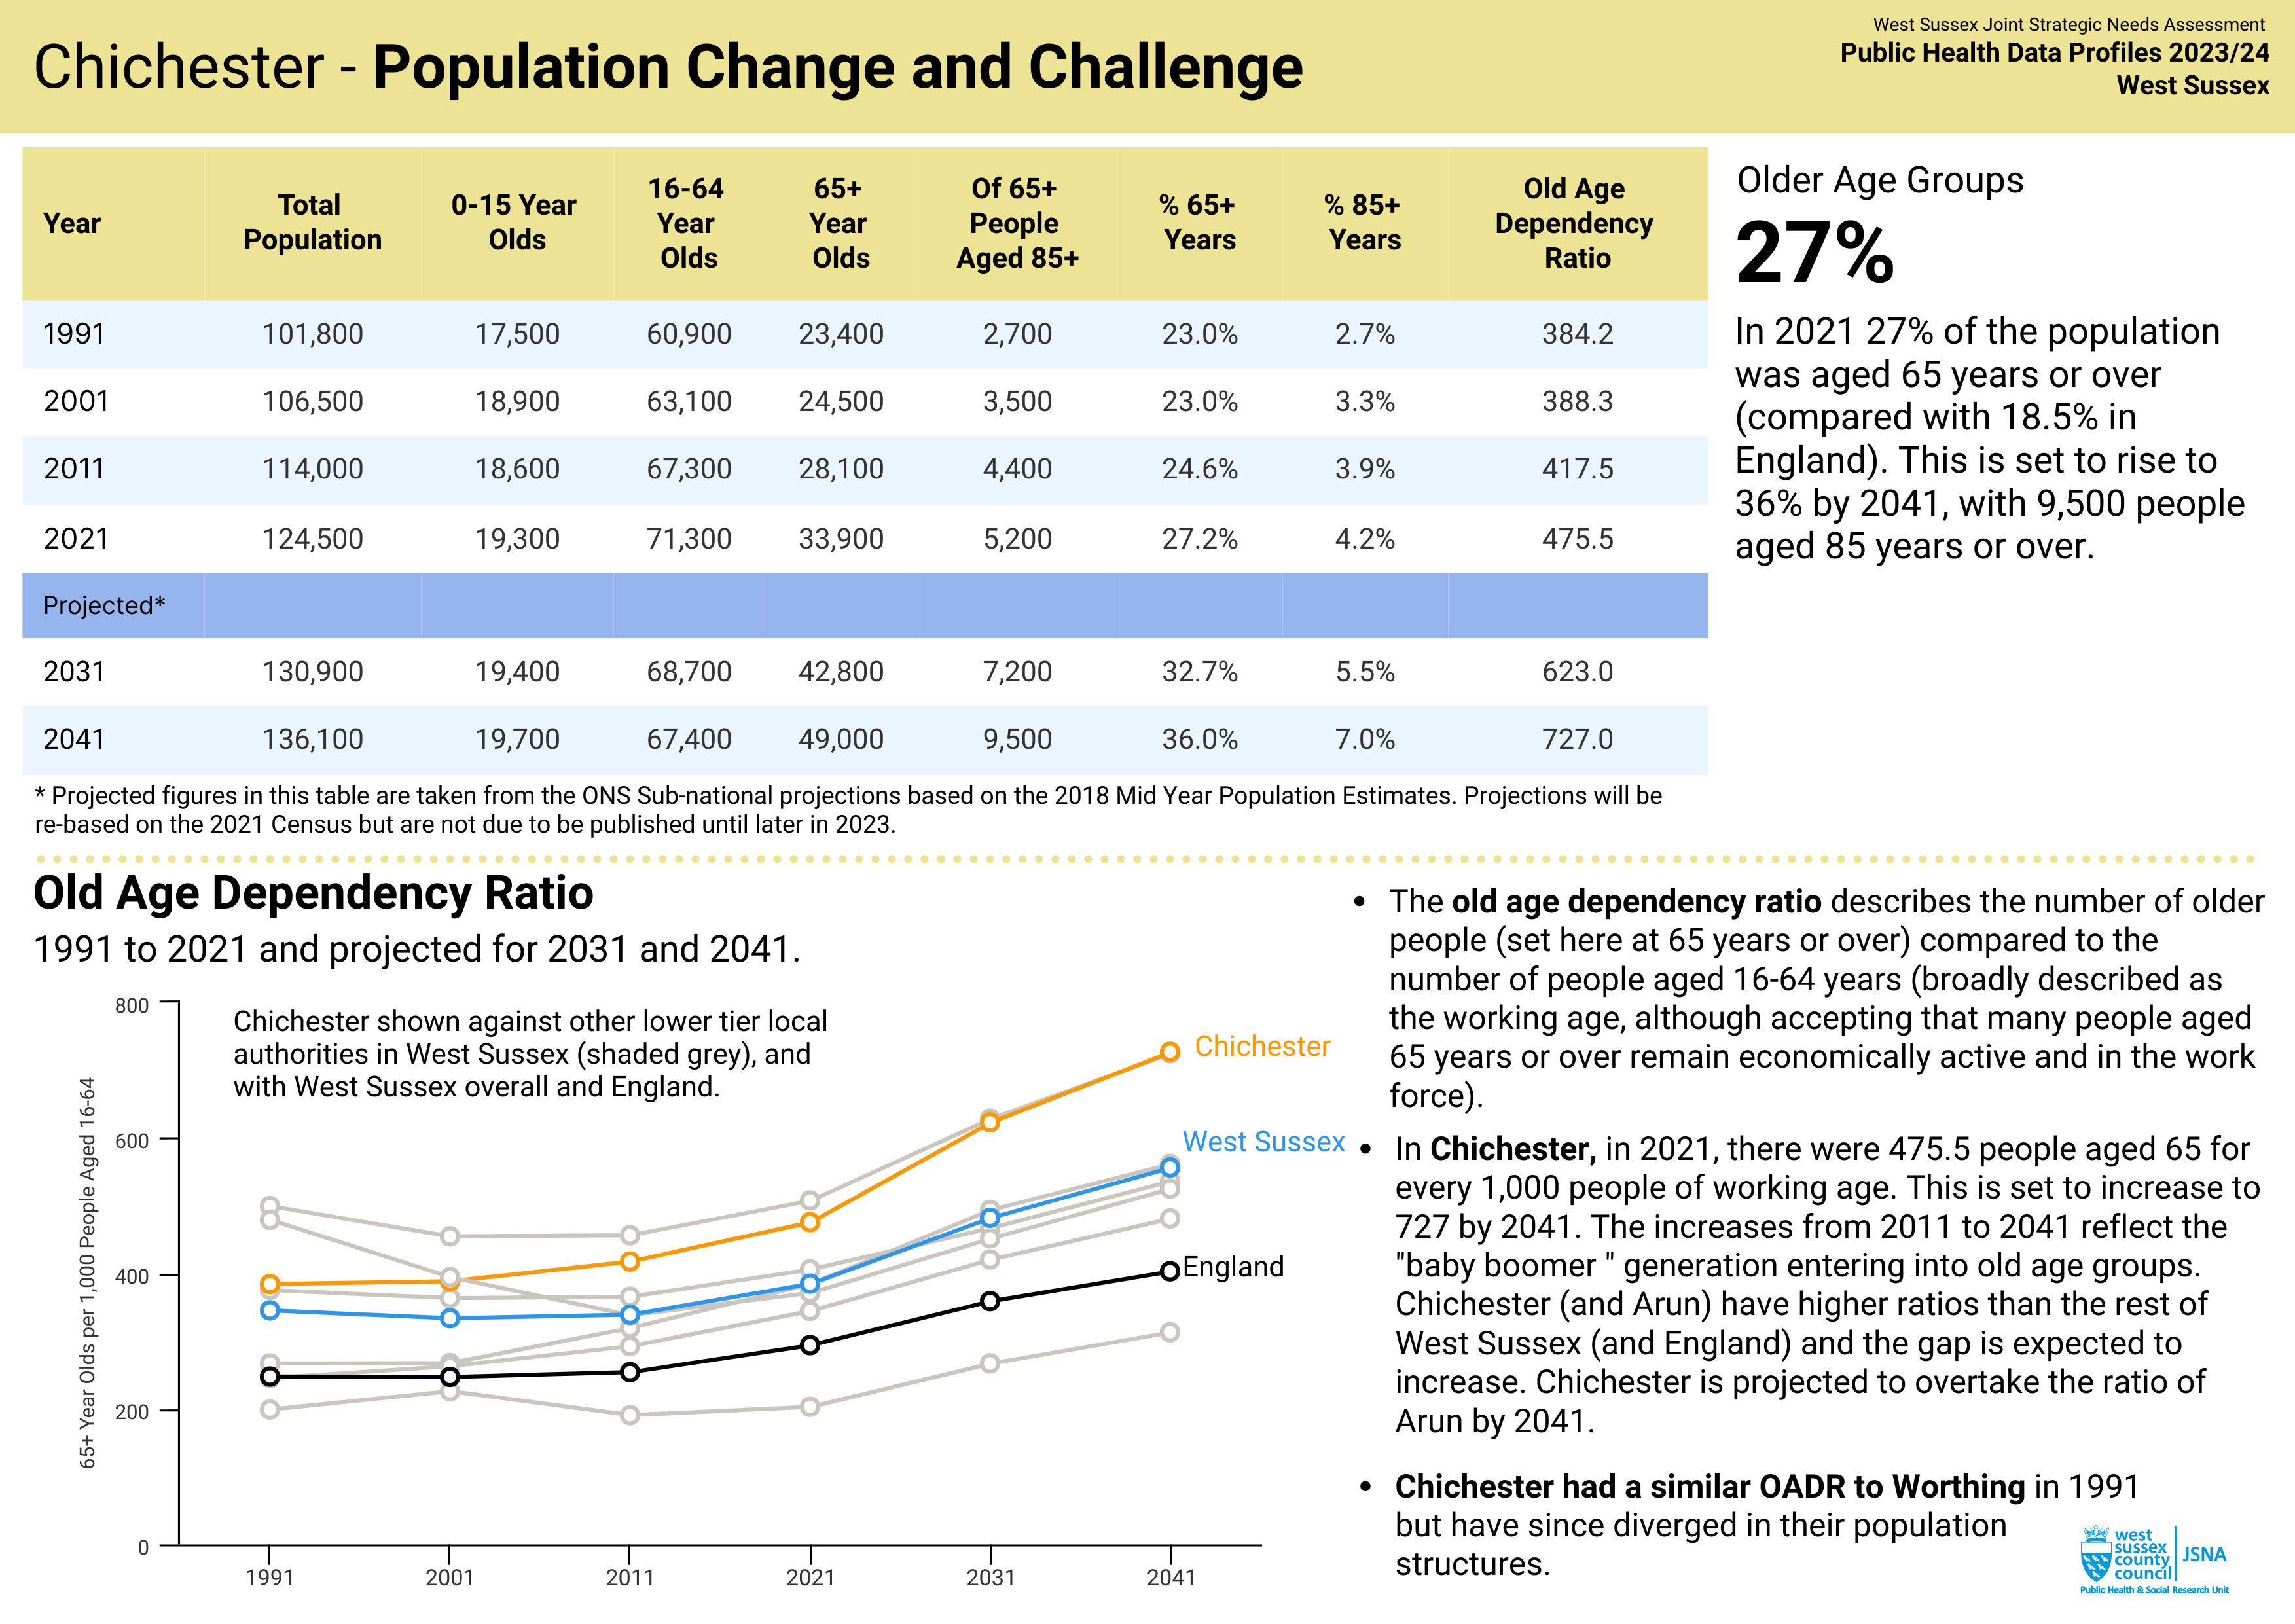 Chichester - Population Change and Challenge
West Sussex Joint Strategic Needs Assessment
Public Health Data Profiles 2023/24
West Sussex
Year Total Population 0-15 Year Olds 16-64 Year Olds 65+ Year Olds Of 65+ People Aged 85+ % 65+ Years % 85+ Years Old Age Dependency Ratio
1991 101,800 17,500 60,900 23,400 2,700 23.0% 2.7% 384.2
2001 106,500 18,900 63,100 24,500 3,500 23.0% 3.3% 388.3
2011 114,000 18,600 67,300 28,100 4,400 24.6% 3.9% 417.5
2021 124,500 19,300 71,300 33,900 5,200 27.2% 4.2% 475.5
Projected*
2031 130,900 19,400 68,700 42,800 7,200 32.7% 5.5% 623.0
2041 136,100 19,700 67,400 49,000 9,500 36.0% 7.0% 727.0
* Projected figures in this table are taken from the ONS Sub-national projections based on the 2018 Mid Year Population Estimates. Projections will be
re-based on the 2021 Census but are not due to be published until later in 2023.
Older Age Groups
27%
In 2021 27% of the population
was aged 65 years or over
(compared with 18.5% in
England). This is set to rise to
36% by 2041, with 9,500 people
aged 85 years or over.
Old Age Dependency Ratio
1991 to 2021 and projected for 2031 and 2041.
Chichester shown against other lower tier local
authorities in West Sussex (shaded grey), and
with West Sussex overall and England.
65+ Year Olds per 1,000 People Aged 16-64
800
600
400
200
0
1991 2001 2011 2021 2031 2041
Chichester
West Sussex
England
• The old age dependency ratio describes the number of older
people (set here at 65 years or over) compared to the
number of people aged 16-64 years (broadly described as
the working age, although accepting that many people aged
65 years or over remain economically active and in the work
force).
• In Chichester, in 2021, there were 475.5 people aged 65 for
every 1,000 people of working age. This is set to increase to
727 by 2041. The increases from 2011 to 2041 reflect the
"baby boomer " generation entering into old age groups.
Chichester (and Arun) have higher ratios than the rest of
West Sussex (and England) and the gap is expected to
increase. Chichester is projected to overtake the ratio of
Arun by 2041.
• Chichester had a similar OADR to Worthing in 1991
but have since diverged in their population
structures.
west
sussex
county
council
JSNA
Public Health & Social Research Unit